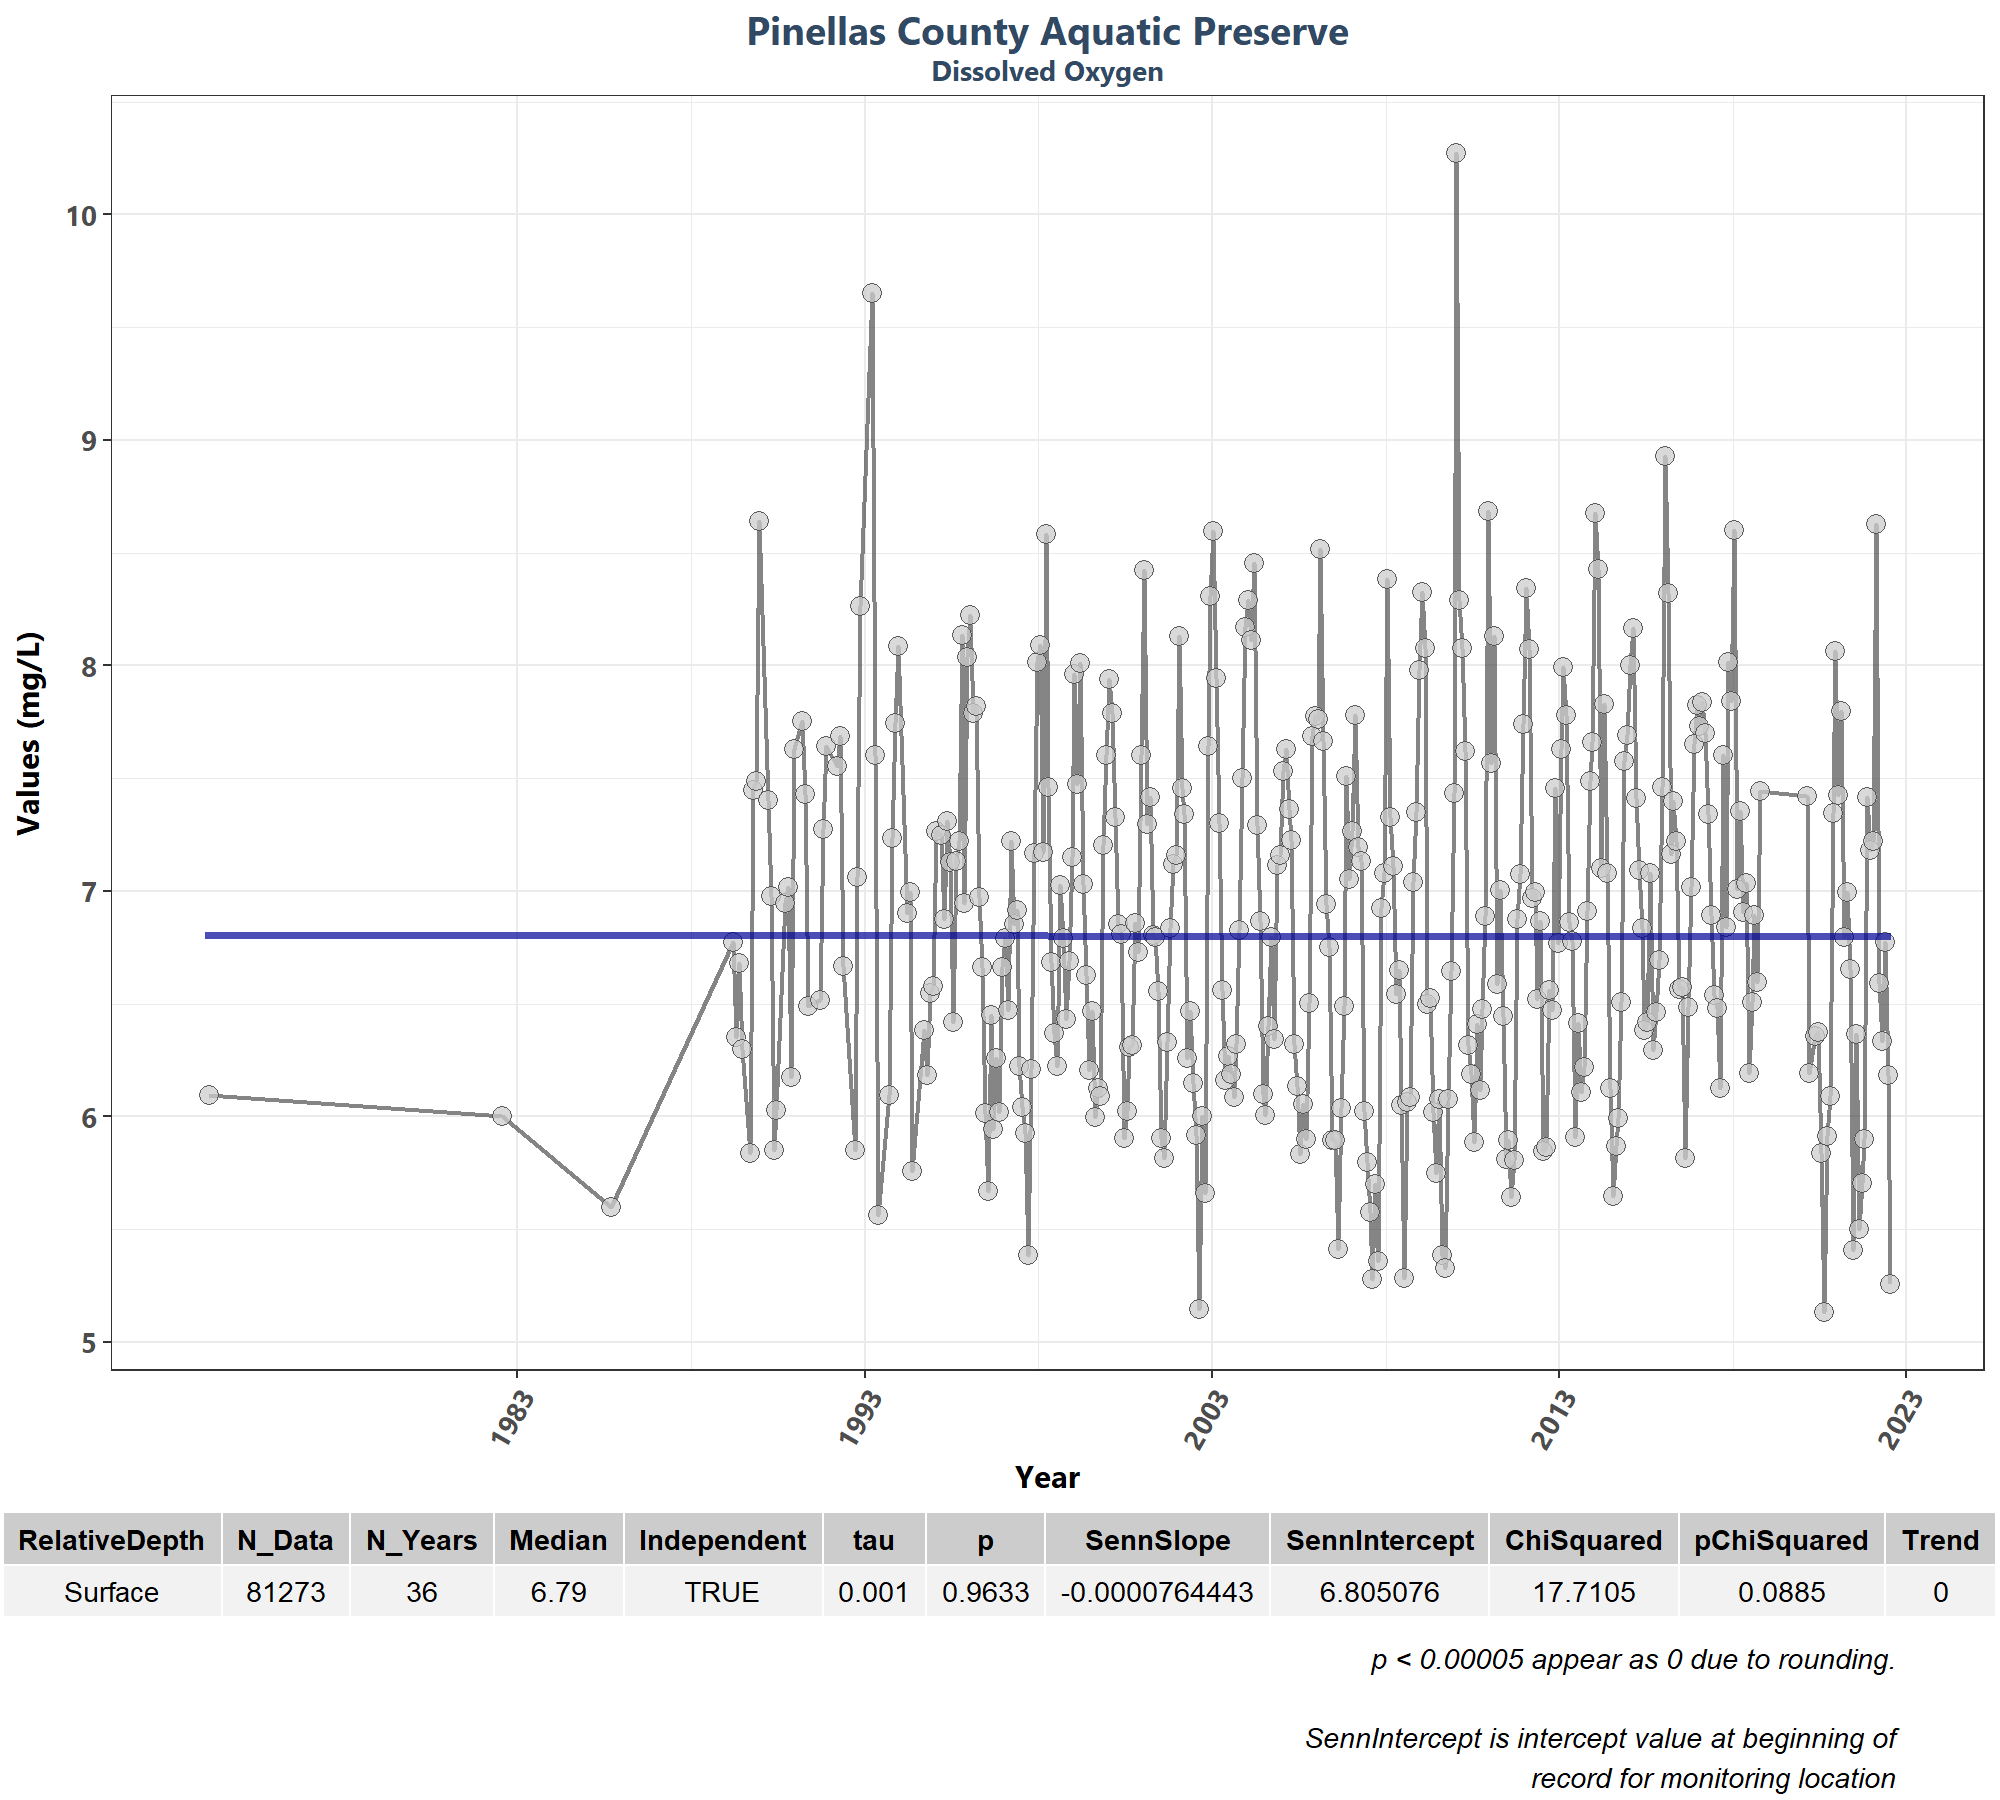 Pinellas County Aquatic Preserve
Dissolved Oxygen
Values (mg/L)
10
9
8
7
6
5
1983
1993
2003
2013
2023
Year
RelativeDepth N_Data N_Years Median Independent tau p SennSlope SennIntercept ChiSquared pChiSquared Trend
Surface 81273 36 6.79 TRUE 0.001 0.9633 -0.0000764443 6.805076 17.7105 0.0885 0
p < 0.00005 appear as 0 due to rounding.
SennIntercept is intercept value at beginning of
record for monitoring location